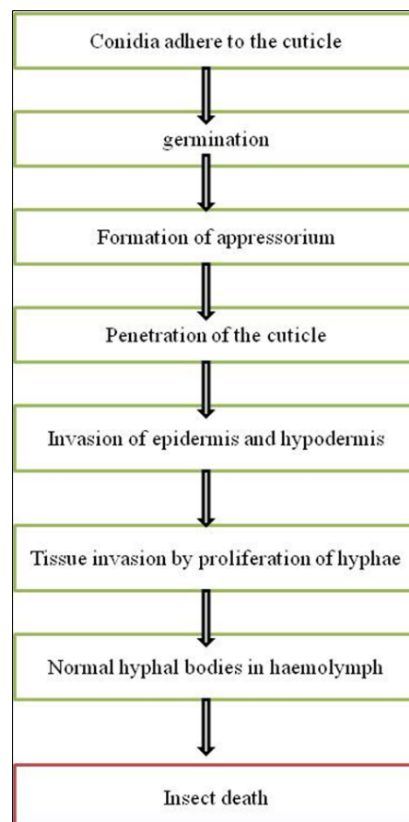 Conidia adhere to the cuticle
germination
Formation of appressorium
Penetration of the cuticle
Invasion of epidermis and hypodermis
Tissue invasion by proliferation of hyphae
Normal hyphal bodies in haemolymph
Insect death